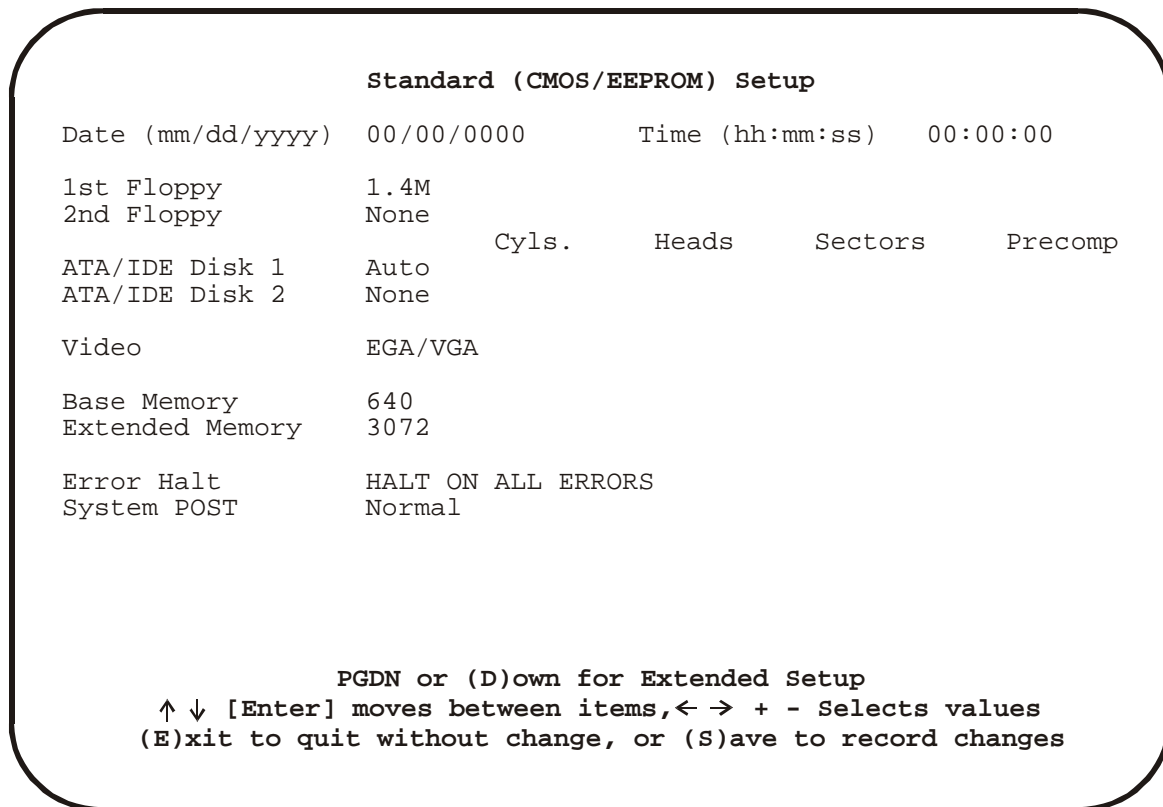 Standard (CMOS/EEPROM) Setup
Date (mm/dd/yyyy) 00/00/0000 Time (hh:mm:ss) 00:00:00
1st Floppy 1.4M
2nd Floppy None
Cyls. Heads Sectors Precomp
ATA/IDE Disk 1 Auto
ATA/IDE Disk 2 None
Video EGA/VGA
Base Memory 640
Extended Memory 3072
Error Halt HALT ON ALL ERRORS
System POST Normal
PGDN or (D)own for Extended Setup
↑ ↓ [Enter] moves between items,← → + - Selects values
(E)xit to quit without change, or (S)ave to record changes